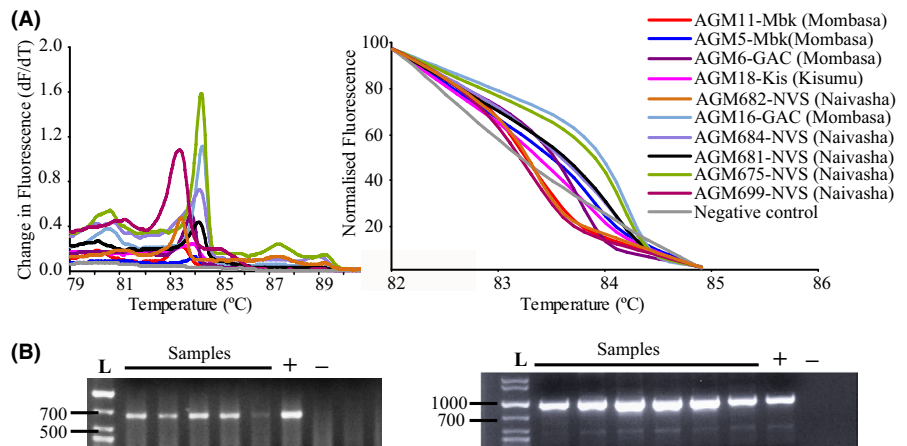 (A)
Change in Fluorescence (dF/dT)
2.0
1.6
1.2
0.8
0.4
0.0
79 81 83 85 87 89
Temperature (ºC)
Normalised Fluorescence
100
80
60
40
20
82 83 84 85 86
Temperature (ºC)
AGM11-Mbk (Mombasa)
AGM5-Mbk(Mombasa)
AGM6-GAC (Mombasa)
AGM18-Kis (Kisumu)
AGM682-NVS (Naivasha)
AGM16-GAC (Mombasa)
AGM684-NVS (Naivasha)
AGM681-NVS (Naivasha)
AGM675-NVS (Naivasha)
AGM699-NVS (Naivasha)
Negative control
(B)
L Samples + −
700
500
L Samples + −
1000
700